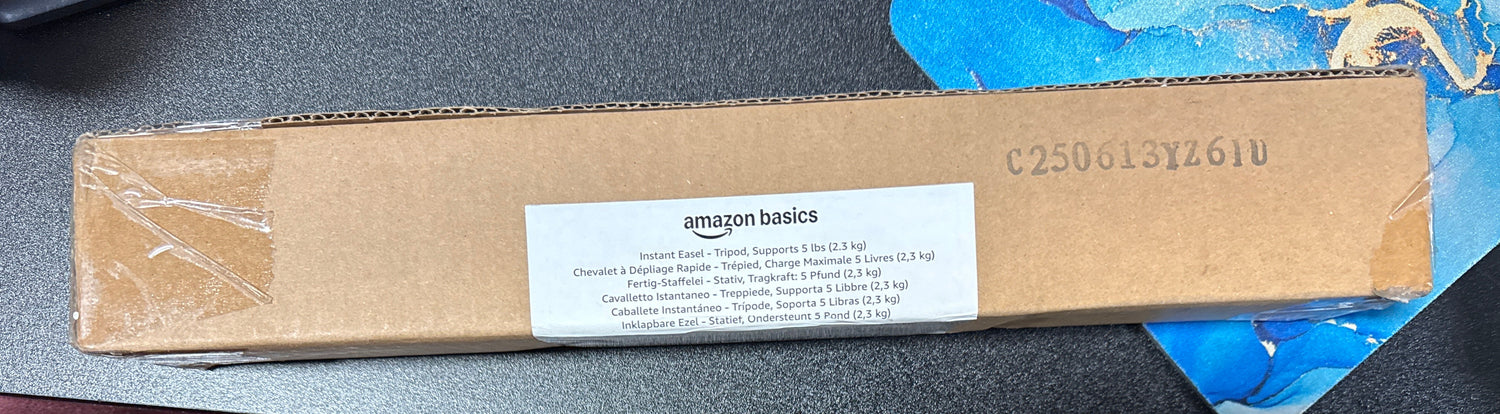 C250613YZ61U
amazon basics
Instant Easel - Tripod, Supports 5 lbs (2.3 kg)
Chevalet à Dépliage Rapide - Trépied, Charge Maximale 5 Livres (2,3 kg)
Fertig-Staffelei - Stativ, Tragkraft: 5 Pfund (2,3 kg)
Cavalletto Istantaneo - Treppiede, Supporta 5 Libbre (2,3 kg)
Caballete Instantáneo - Trípode, Soporta 5 Libras (2,3 kg)
Inklapbare Ezel - Statief, Ondersteunt 5 Pond (2,3 kg)